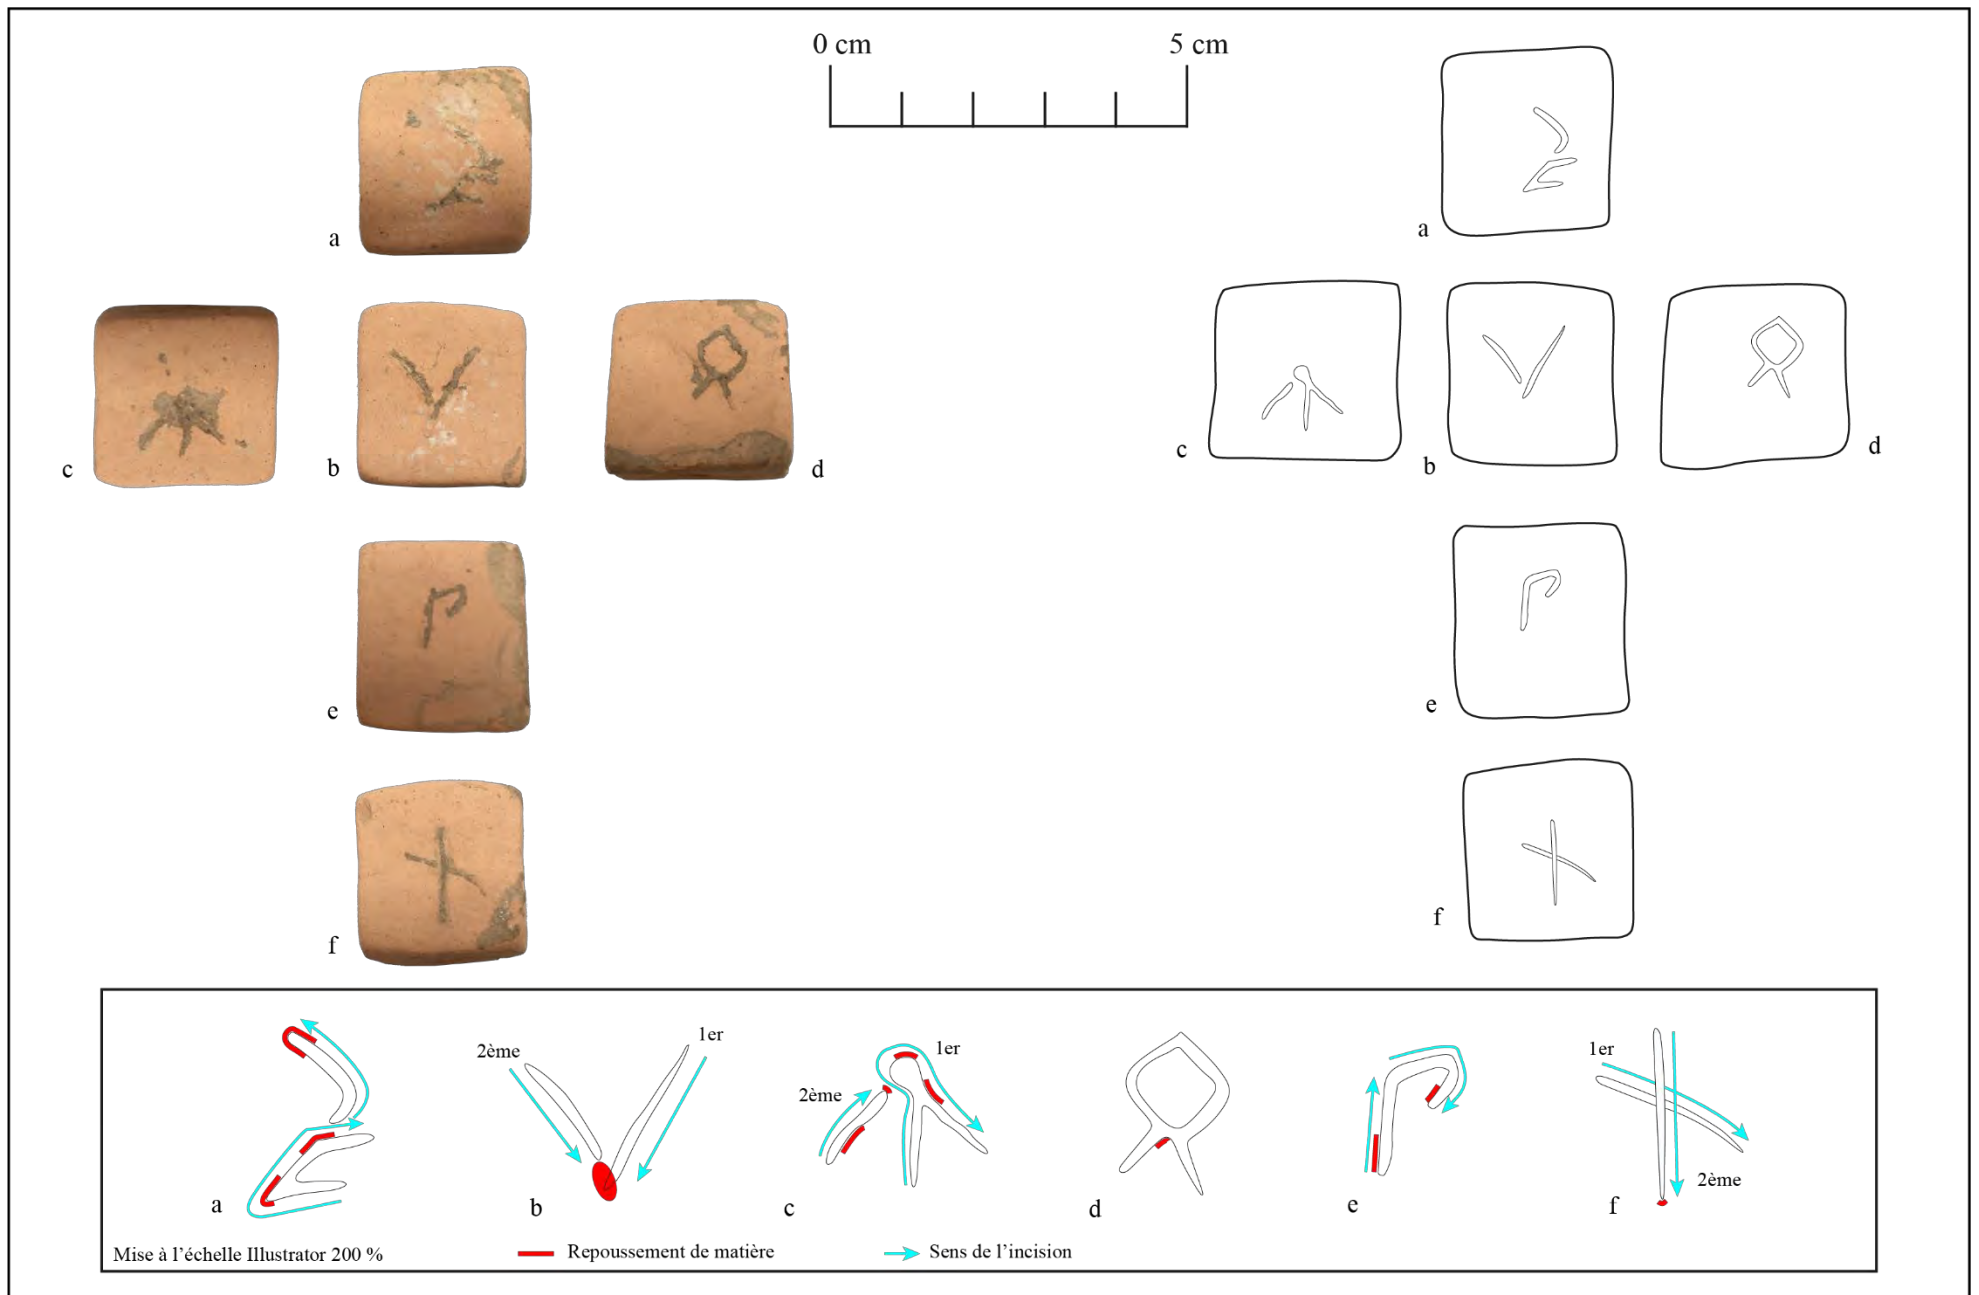 0 cm 5 cm
a
a
c b d
c b d
e
e
f
f
2ème 1er 2ème 1er 1er 2ème
a b c d e f
Mise à l'échelle Illustrator 200 % Repoussement de matière Sens de l'incision